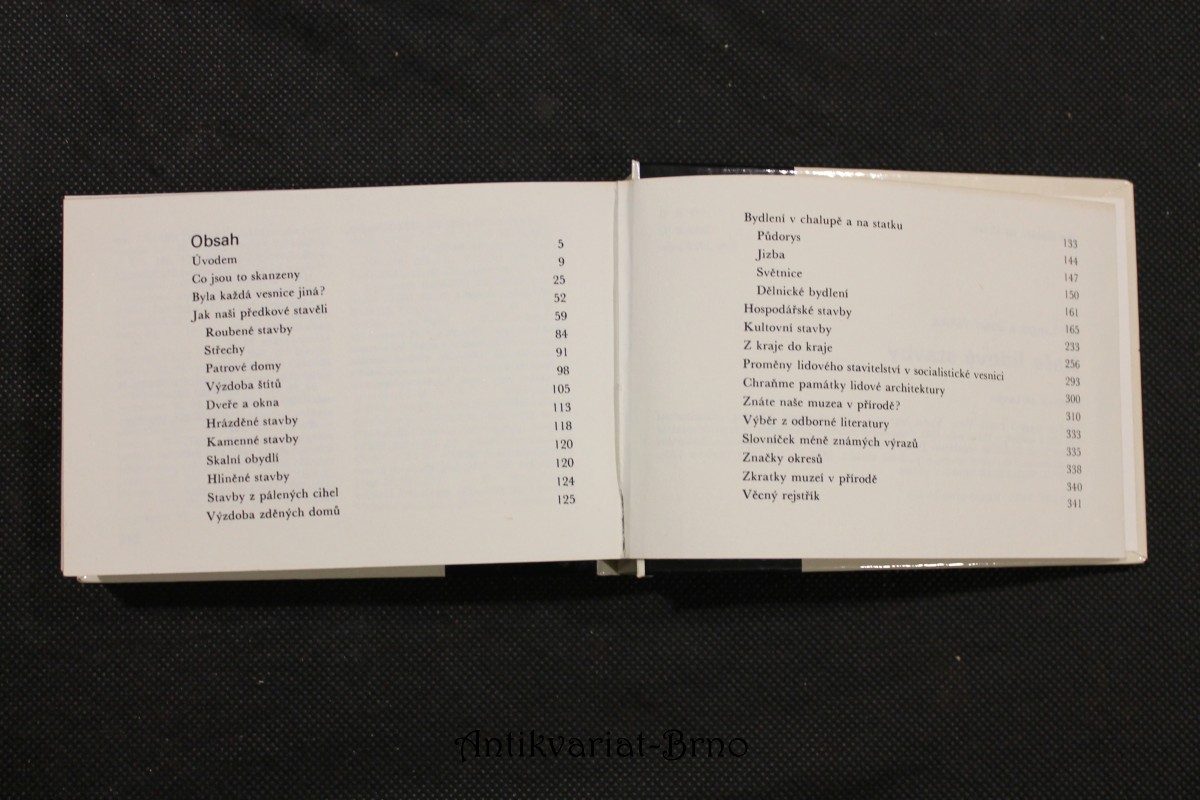 Obsah
Úvodem 5
Co jsou to skanzeny 9
Byla každá vesnice jiná? 25
Jak naši předkové stavěli 52
Roubené stavby 59
Střechy 84
Patrové domy 91
Výzdoba štítů 98
Dveře a okna 105
Hrázděné stavby 113
Kamenné stavby 118
Skalní obydlí 120
Hliněné stavby 120
Stavby z pálených cihel 124
Výzdoba zděných domů 125
Bydlení v chalupě a na statku 133
Půdorys 144
Jizba 147
Světnice 150
Dělnické bydlení 161
Hospodářské stavby 165
Kultovní stavby 233
Z kraje do kraje 256
Proměny lidového stavitelství v socialistické vesnici 293
Chraňme památky lidové architektury 300
Znáte naše muzea v přírodě? 310
Výběr z odborné literatury 333
Slovníček méně známých výrazů 335
Značky okresů 338
Zkratky muzeí v přírodě 340
Věcný rejstřík 341
Antikvariat-Brno